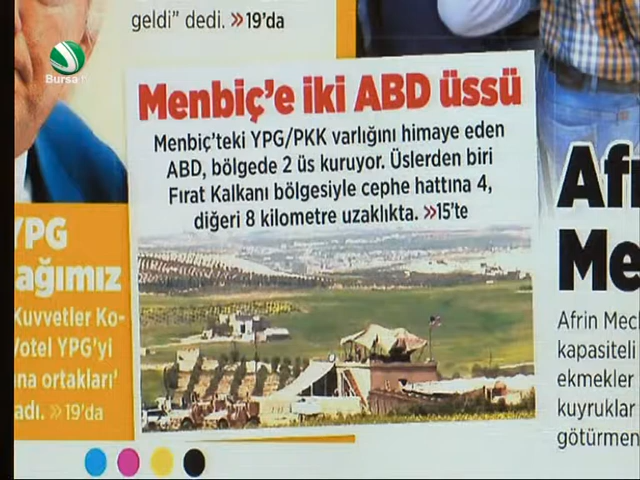 geldi" dedi. »19'da
Bursa
Menbiç'e iki ABD üssü
Menbiç'teki YPG/PKK varlığını himaye eden
ABD, bölgede 2 üs kuruyor. Üslerden biri
Fırat Kalkanı bölgesiyle cephe hattına 4,
diğeri 8 kilometre uzaklıkta. »15'te
YPG
ağımız
Kuvvetler Ko-
Votel YPG'yi
na ortakları'
adı. »19'da
Afr
Me
Afrin Mecl
kapasiteli
ekmekler
kuyruklar
götürmen